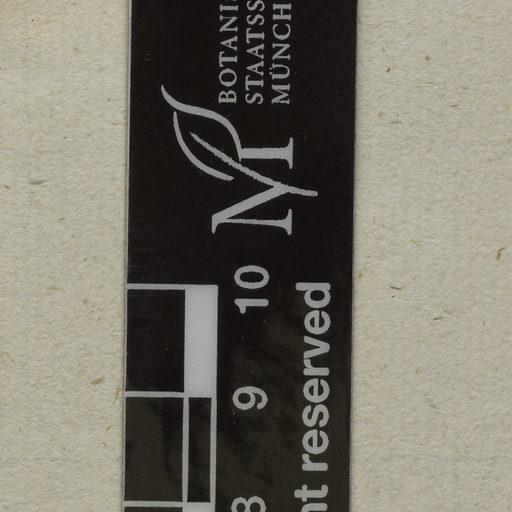 BOTANI
STAATSS
MÜNCH
M
10
9
8
nt reserved